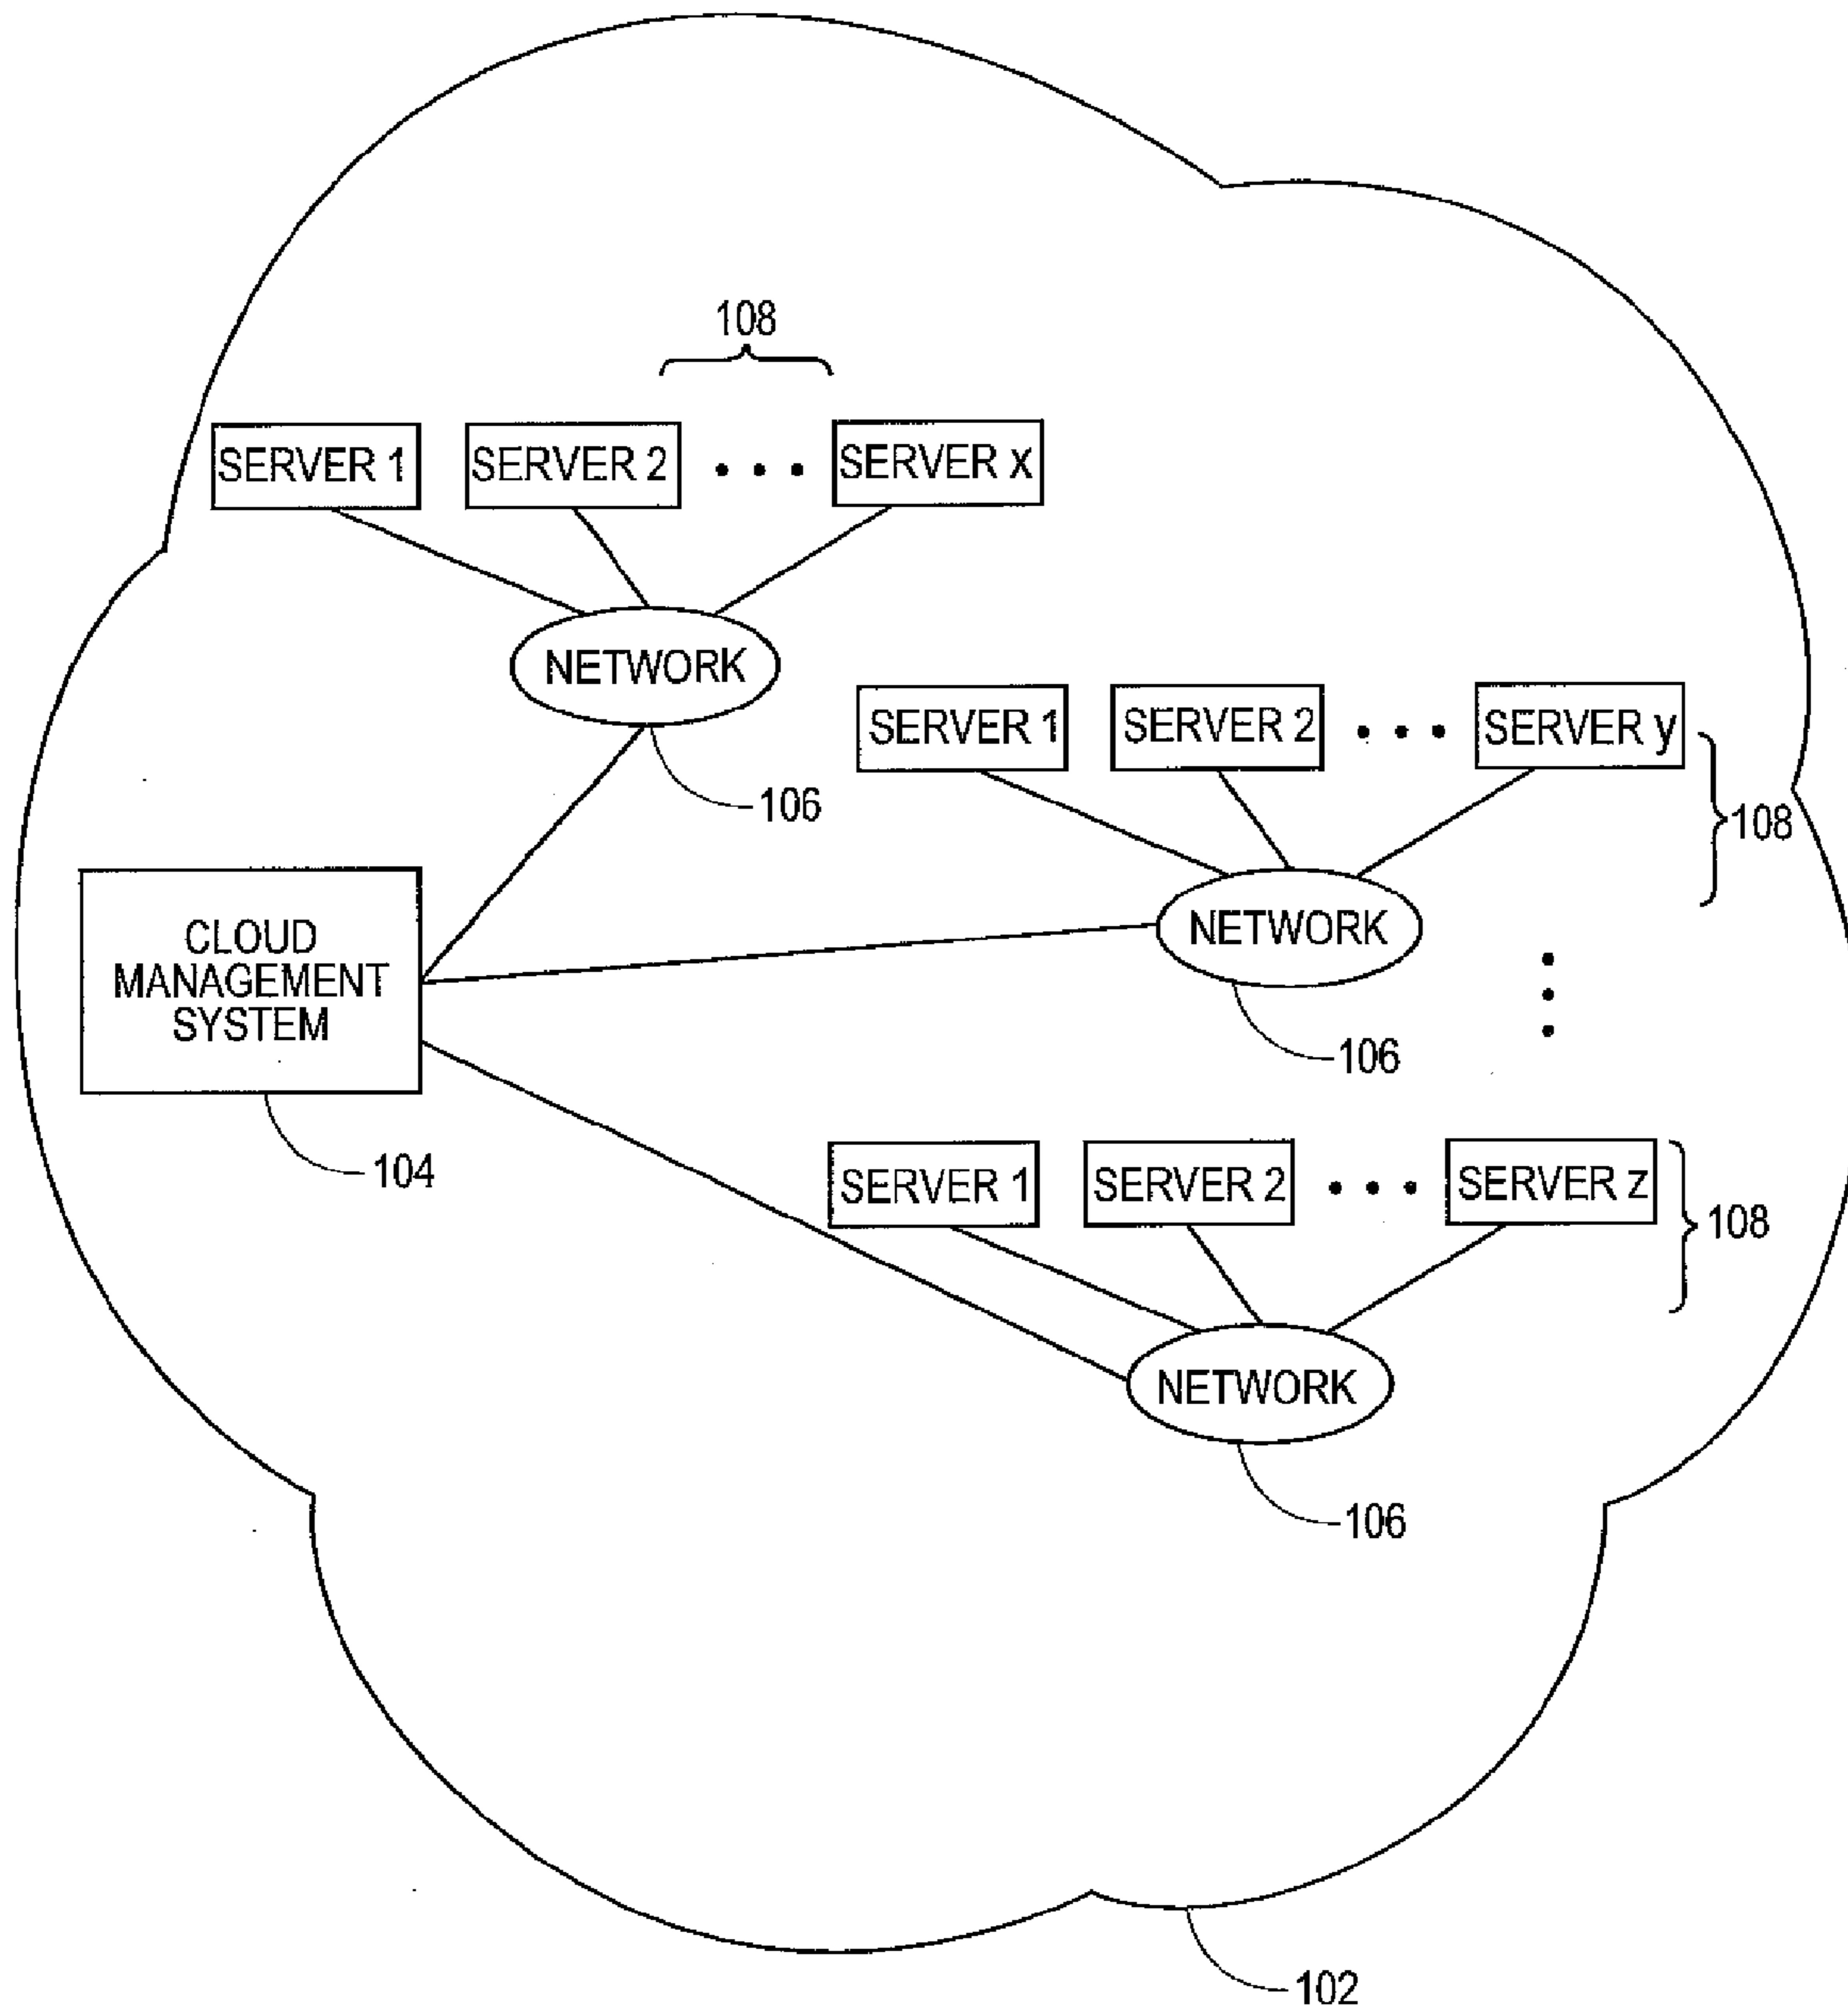 108
SERVER 1
SERVER 2
• • •
SERVER x
NETWORK
106
SERVER 1
SERVER 2
• • •
SERVER y
108
NETWORK
106
CLOUD
MANAGEMENT
SYSTEM
104
SERVER 1
SERVER 2
• • •
SERVER z
108
NETWORK
106
102